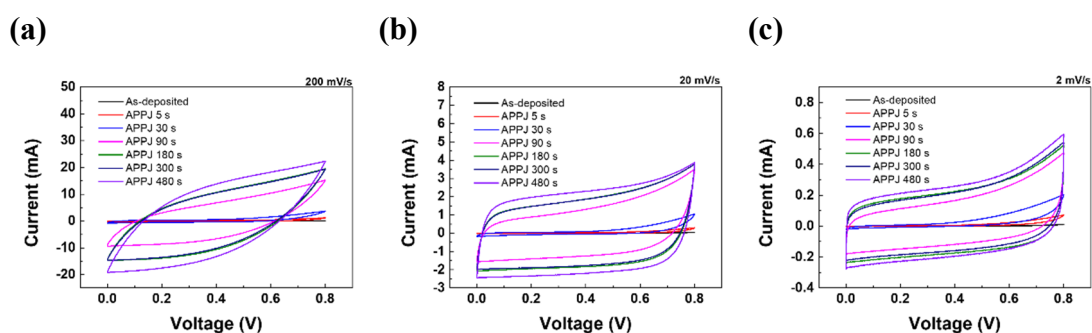 (a)
200 mV/s
As-deposited
APPJ 5 s
APPJ 30 s
APPJ 90 s
APPJ 180 s
APPJ 300 s
APPJ 480 s
50
40
30
20
10
0
-10
-20
Current (mA)
0.0 0.2 0.4 0.6 0.8
Voltage (V)
(b)
20 mV/s
As-deposited
APPJ 5 s
APPJ 30 s
APPJ 90 s
APPJ 180 s
APPJ 300 s
APPJ 480 s
8
7
6
5
4
3
2
1
0
-1
-2
-3
Current (mA)
0.0 0.2 0.4 0.6 0.8
Voltage (V)
(c)
2 mV/s
As-deposited
APPJ 5 s
APPJ 30 s
APPJ 90 s
APPJ 180 s
APPJ 300 s
APPJ 480 s
0.8
0.6
0.4
0.2
0.0
-0.2
-0.4
Current (mA)
0.0 0.2 0.4 0.6 0.8
Voltage (V)